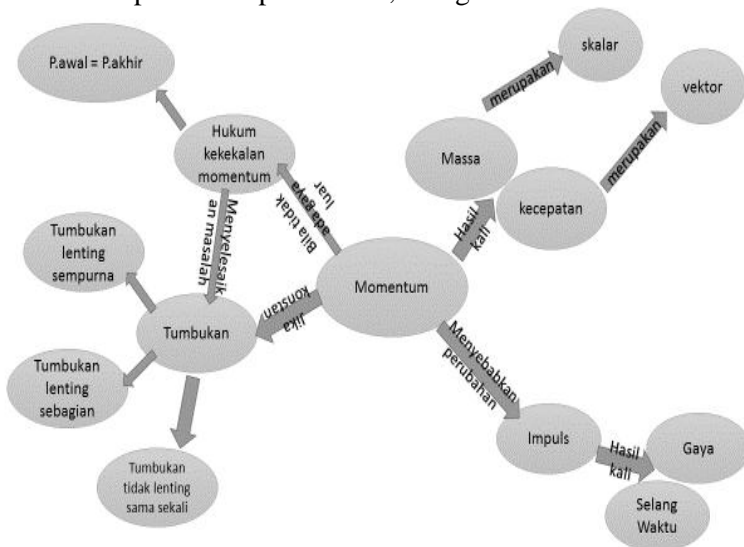 skalar
P.awal = P.akhir
merupakan
vektor
Hukum
kekekalan
momentum
Massa
merupakan
kecepatan
Bila tidak
ada gaya
luar
Menyelesaik
an masalah
Hasil
kali
Tumbukan
lenting
sempurna
Momentum
Jika
konstan
Tumbukan
Menyebabkan
perubahan
Tumbukan
lenting
sebagian
Impuls
Hasil
kali
Gaya
Tumbukan
tidak lenting
sama sekali
Selang
Waktu